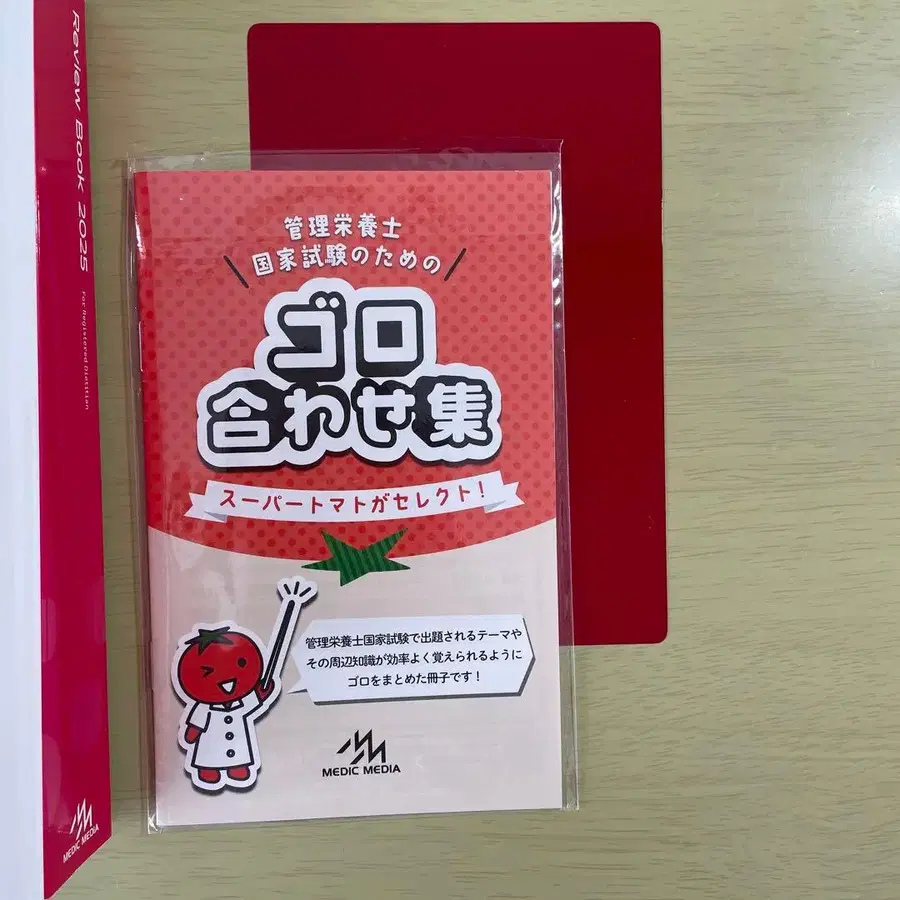 Review Book 2025
For Registered Dietitian
MEDIC MEDIA
管理栄養士
国家試験のための
ゴロ
合わせ集
スーパートマトがセレクト!
管理栄養士国家試験で出題されるテーマや
その周辺知識が効率よく覚えられるように
ゴロをまとめた冊子です!
MEDIC MEDIA